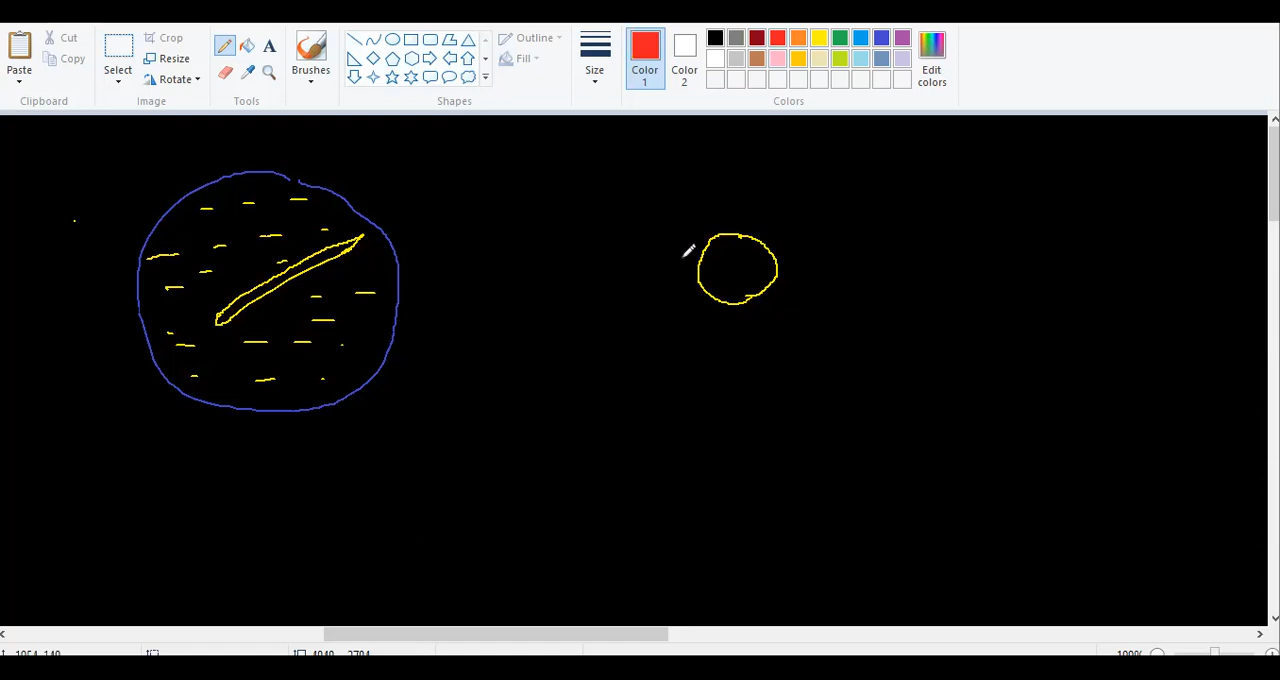 Cut
Copy
Paste
Clipboard
Crop
Resize
Rotate
Select
Image
A
Tools
Brushes
Outline
Fill
Shapes
Size
Color
1
Color
2
Edit
colors
Colors
100%